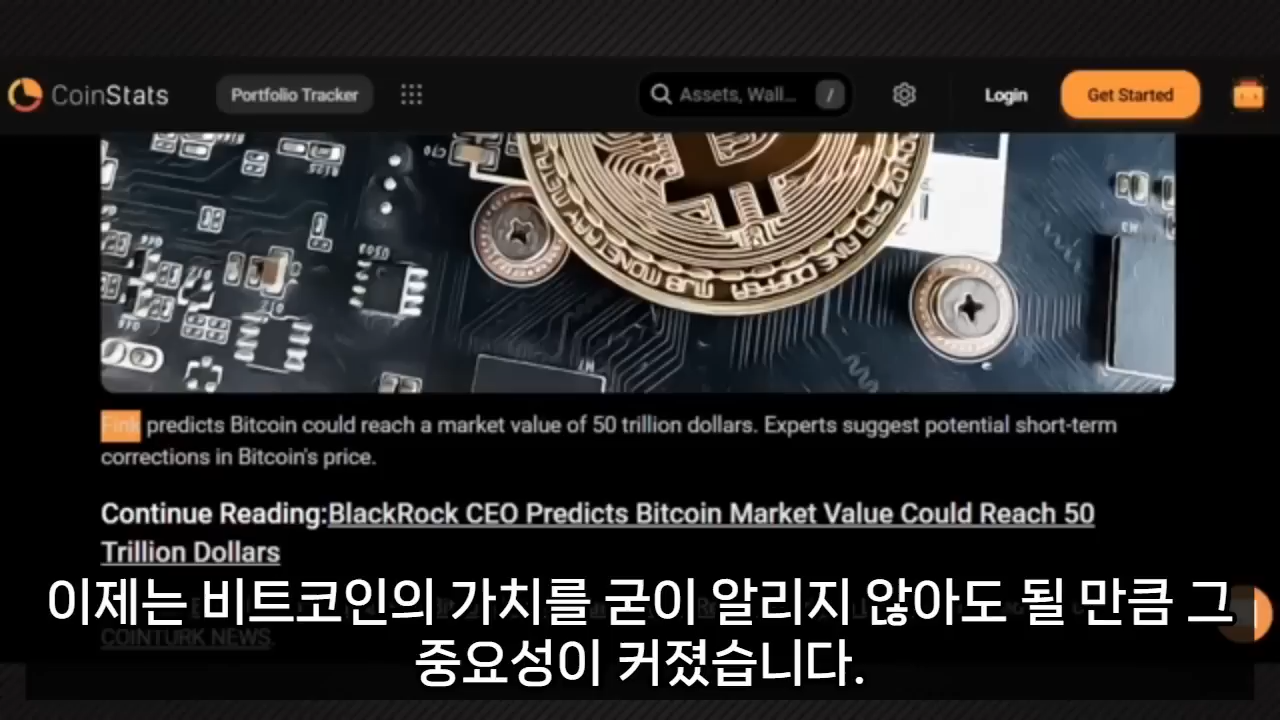 CoinStats
Portfolio Tracker
Assets, Wall...
/
Login
Get Started
Fink predicts Bitcoin could reach a market value of 50 trillion dollars. Experts suggest potential short-term
corrections in Bitcoin's price.
Continue Reading:BlackRock CEO Predicts Bitcoin Market Value Could Reach 50
Trillion Dollars
이제는 비트코인의 가치를 굳이 알리지 않아도 될 만큼 그
중요성이 커졌습니다.
COINTURK NEWS.